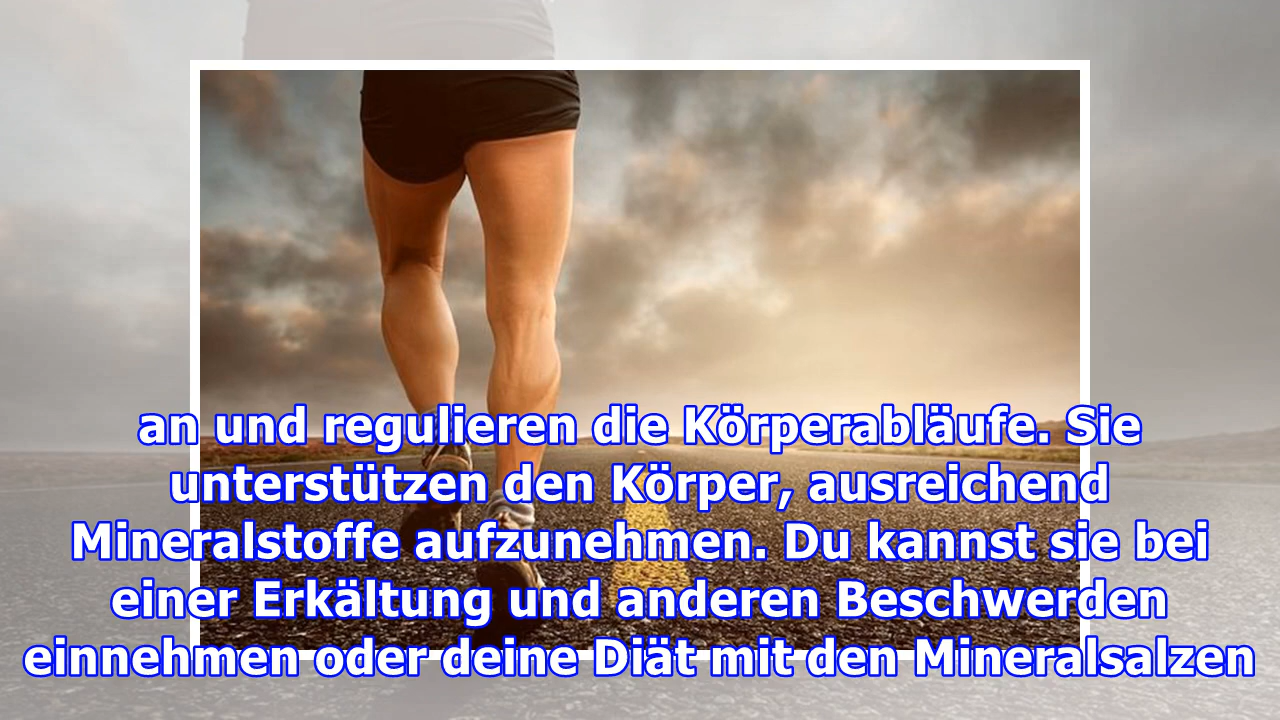 an und regulieren die Körperabläufe. Sie
unterstützen den Körper, ausreichend
Mineralstoffe aufzunehmen. Du kannst sie bei
einer Erkältung und anderen Beschwerden
einnehmen oder deine Diät mit den Mineralsalzen